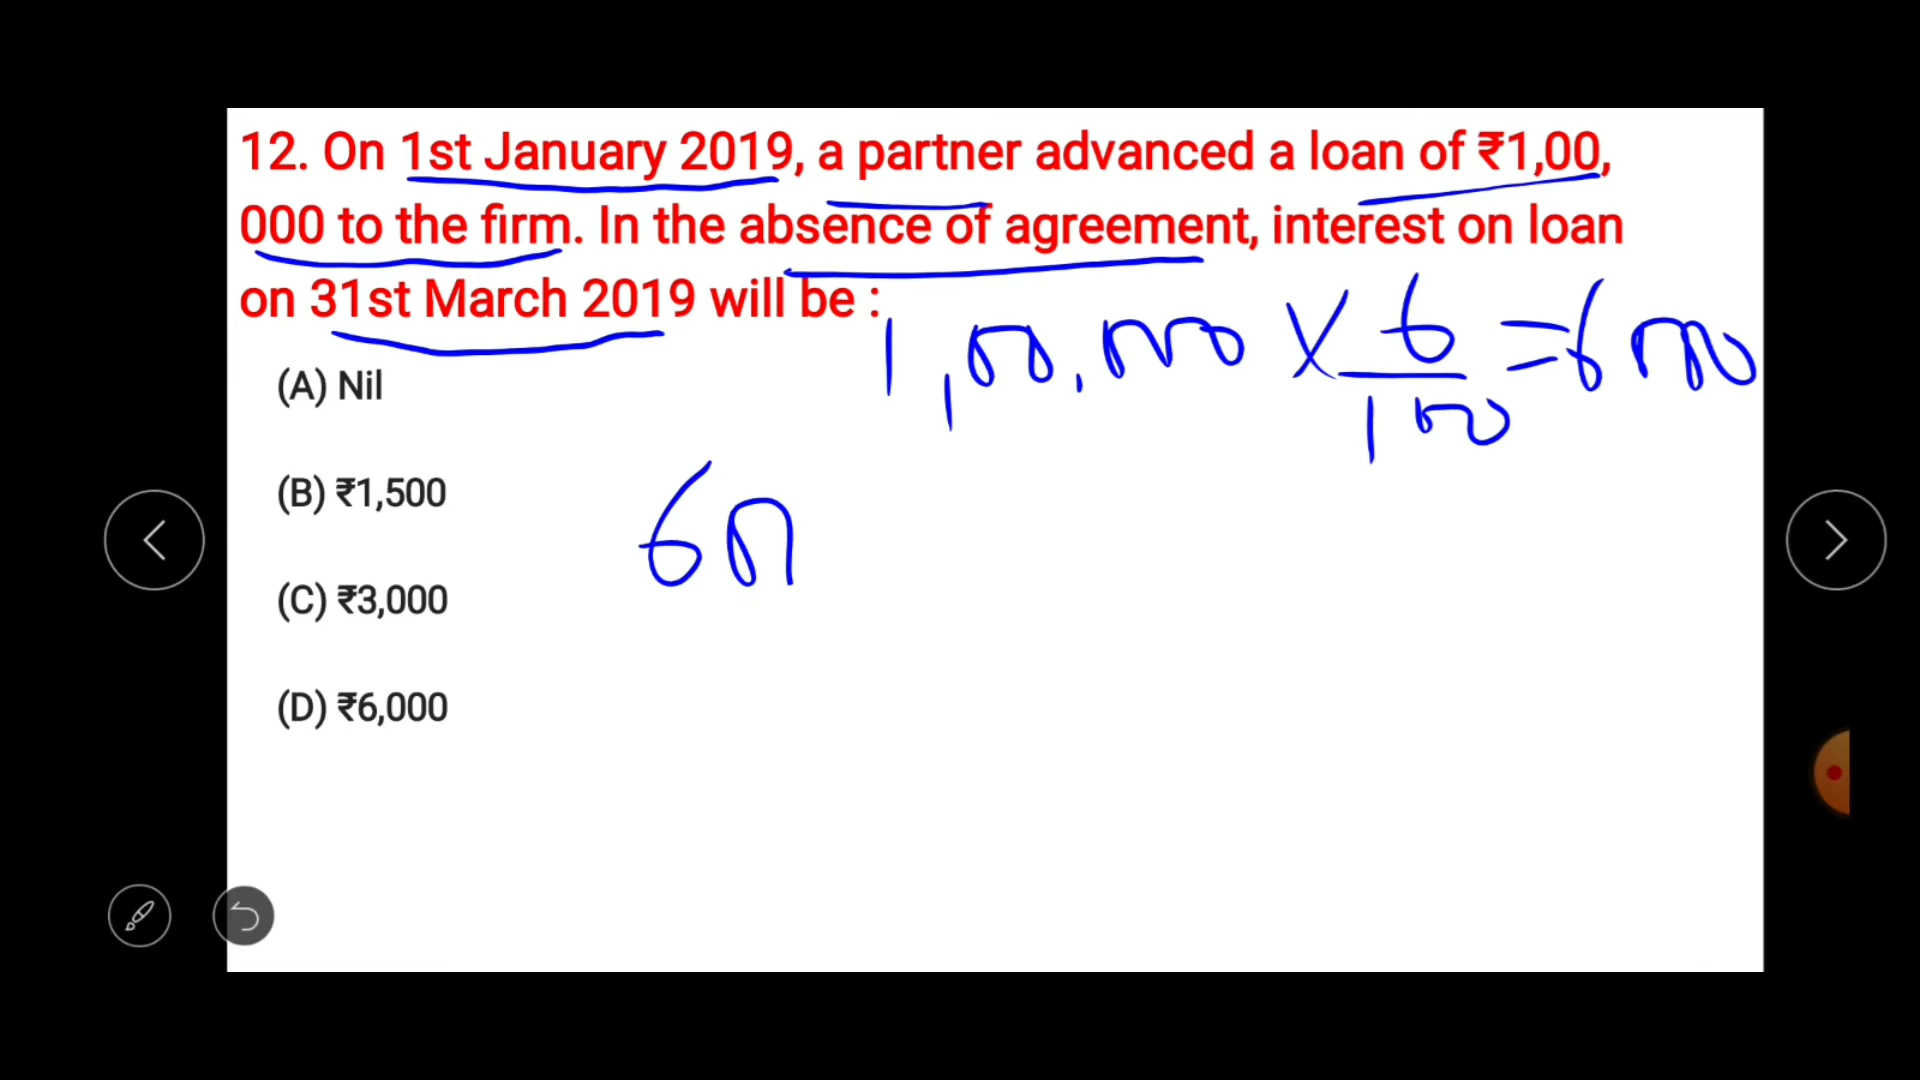 12. On 1st January 2019, a partner advanced a loan of ₹1,00,
000 to the firm. In the absence of agreement, interest on loan
on 31st March 2019 will be :
1,00,000 × 6/100 = 6000
(A) Nil
(B) ₹1,500
(C) ₹3,000
(D) ₹6,000